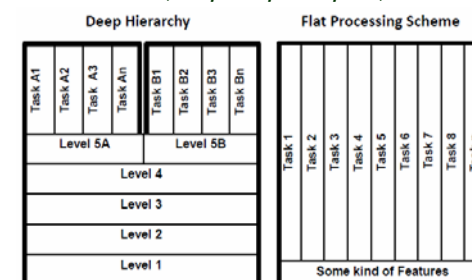 Deep Hierarchy
Flat Processing Scheme
Task A1
Task A2
Task A3
Task An
Task B1
Task B2
Task B3
Task Bn
Level 5A
Level 5B
Level 4
Level 3
Level 2
Level 1
Task 1
Task 2
Task 3
Task 4
Task 5
Task 6
Task 7
Task 8
Some kind of Features